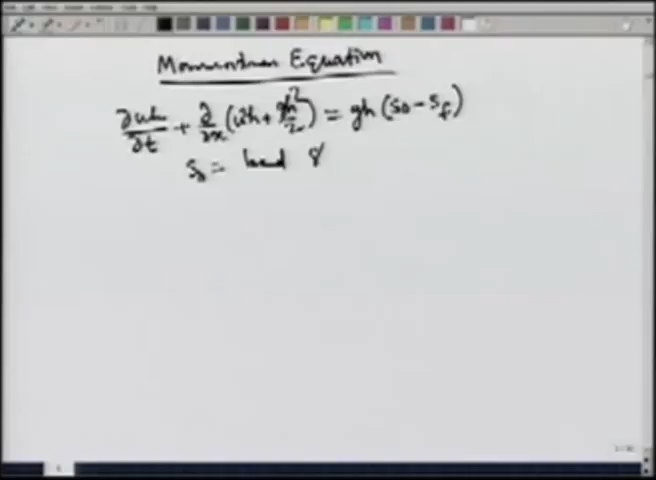 Momentum Equation
∂uh/∂t + ∂/∂x (u²h + gh²/2) = gh (S₀ - S_f)
S₀ = bed